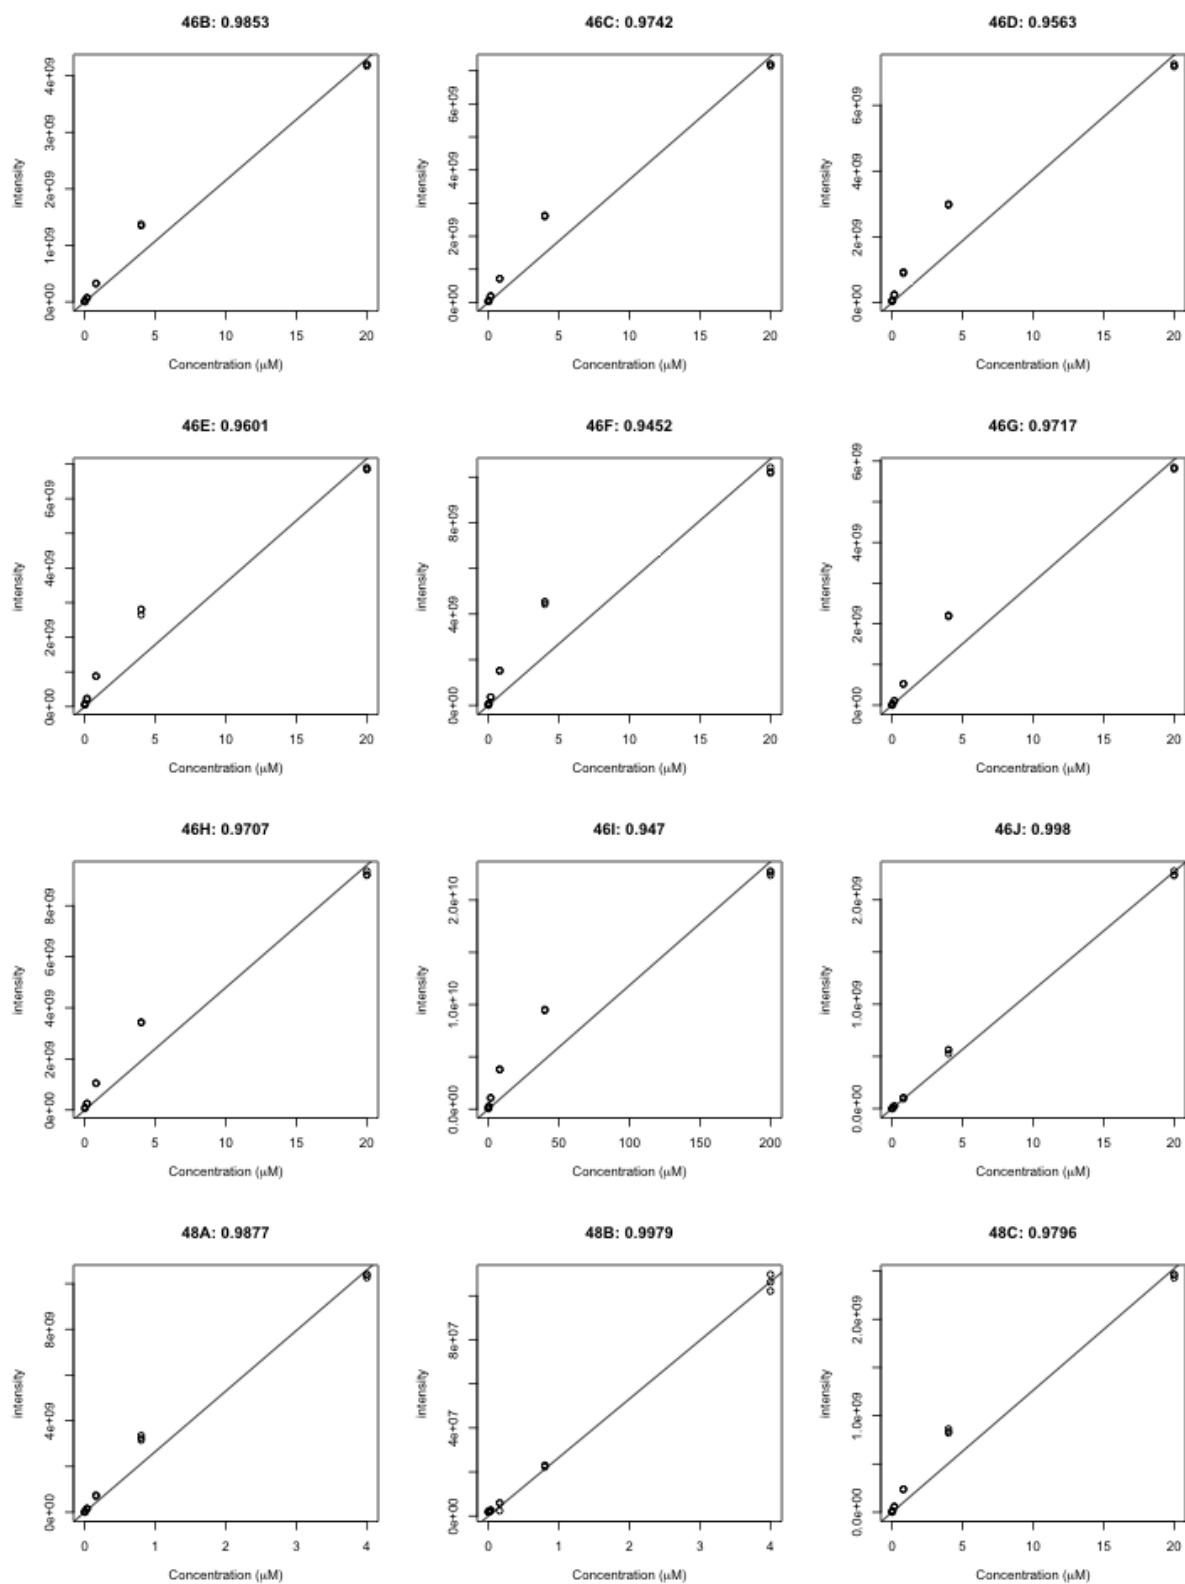 46B: 0.9853
intensity
0e+00 1e+09 2e+09 3e+09 4e+09
0 5 10 15 20
Concentration (μM)
46C: 0.9742
intensity
0e+00 2e+09 4e+09 6e+09
0 5 10 15 20
Concentration (μM)
46D: 0.9563
intensity
0e+00 2e+09 4e+09 6e+09
0 5 10 15 20
Concentration (μM)
46E: 0.9601
intensity
0e+00 2e+09 4e+09 6e+09
0 5 10 15 20
Concentration (μM)
46F: 0.9452
intensity
0e+00 4e+09 8e+09
0 5 10 15 20
Concentration (μM)
46G: 0.9717
intensity
0e+00 2e+09 4e+09 6e+09
0 5 10 15 20
Concentration (μM)
46H: 0.9707
intensity
0e+00 2e+09 4e+09 6e+09 8e+09
0 5 10 15 20
Concentration (μM)
46I: 0.947
intensity
0.0e+00 1.0e+10 2.0e+10
0 50 100 150 200
Concentration (μM)
46J: 0.998
intensity
0.0e+00 1.0e+09 2.0e+09
0 5 10 15 20
Concentration (μM)
48A: 0.9877
intensity
0e+00 4e+09 8e+09
0 1 2 3 4
Concentration (μM)
48B: 0.9979
intensity
0e+00 4e+07 8e+07
0 1 2 3 4
Concentration (μM)
48C: 0.9796
intensity
0.0e+00 1.0e+09 2.0e+09
0 5 10 15 20
Concentration (μM)